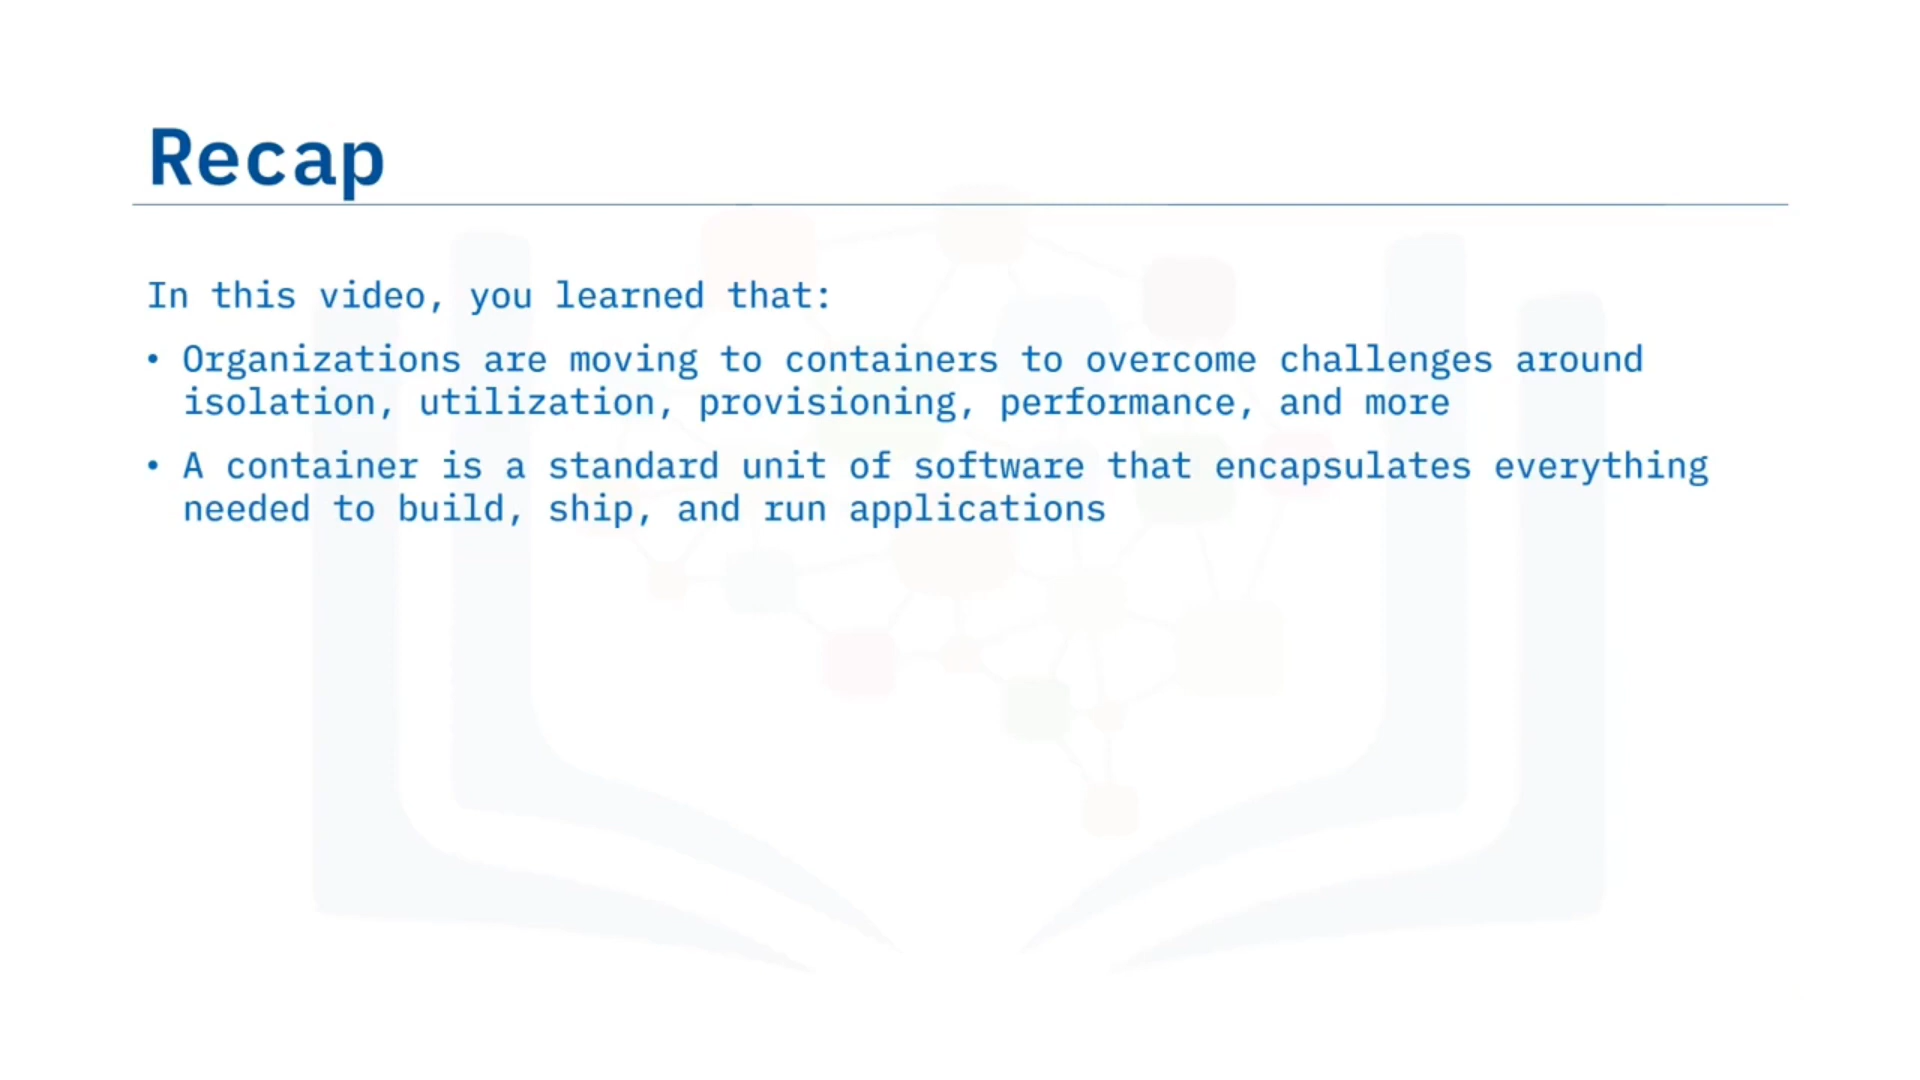 Recap
In this video, you learned that:
• Organizations are moving to containers to overcome challenges around
isolation, utilization, provisioning, performance, and more
• A container is a standard unit of software that encapsulates everything
needed to build, ship, and run applications